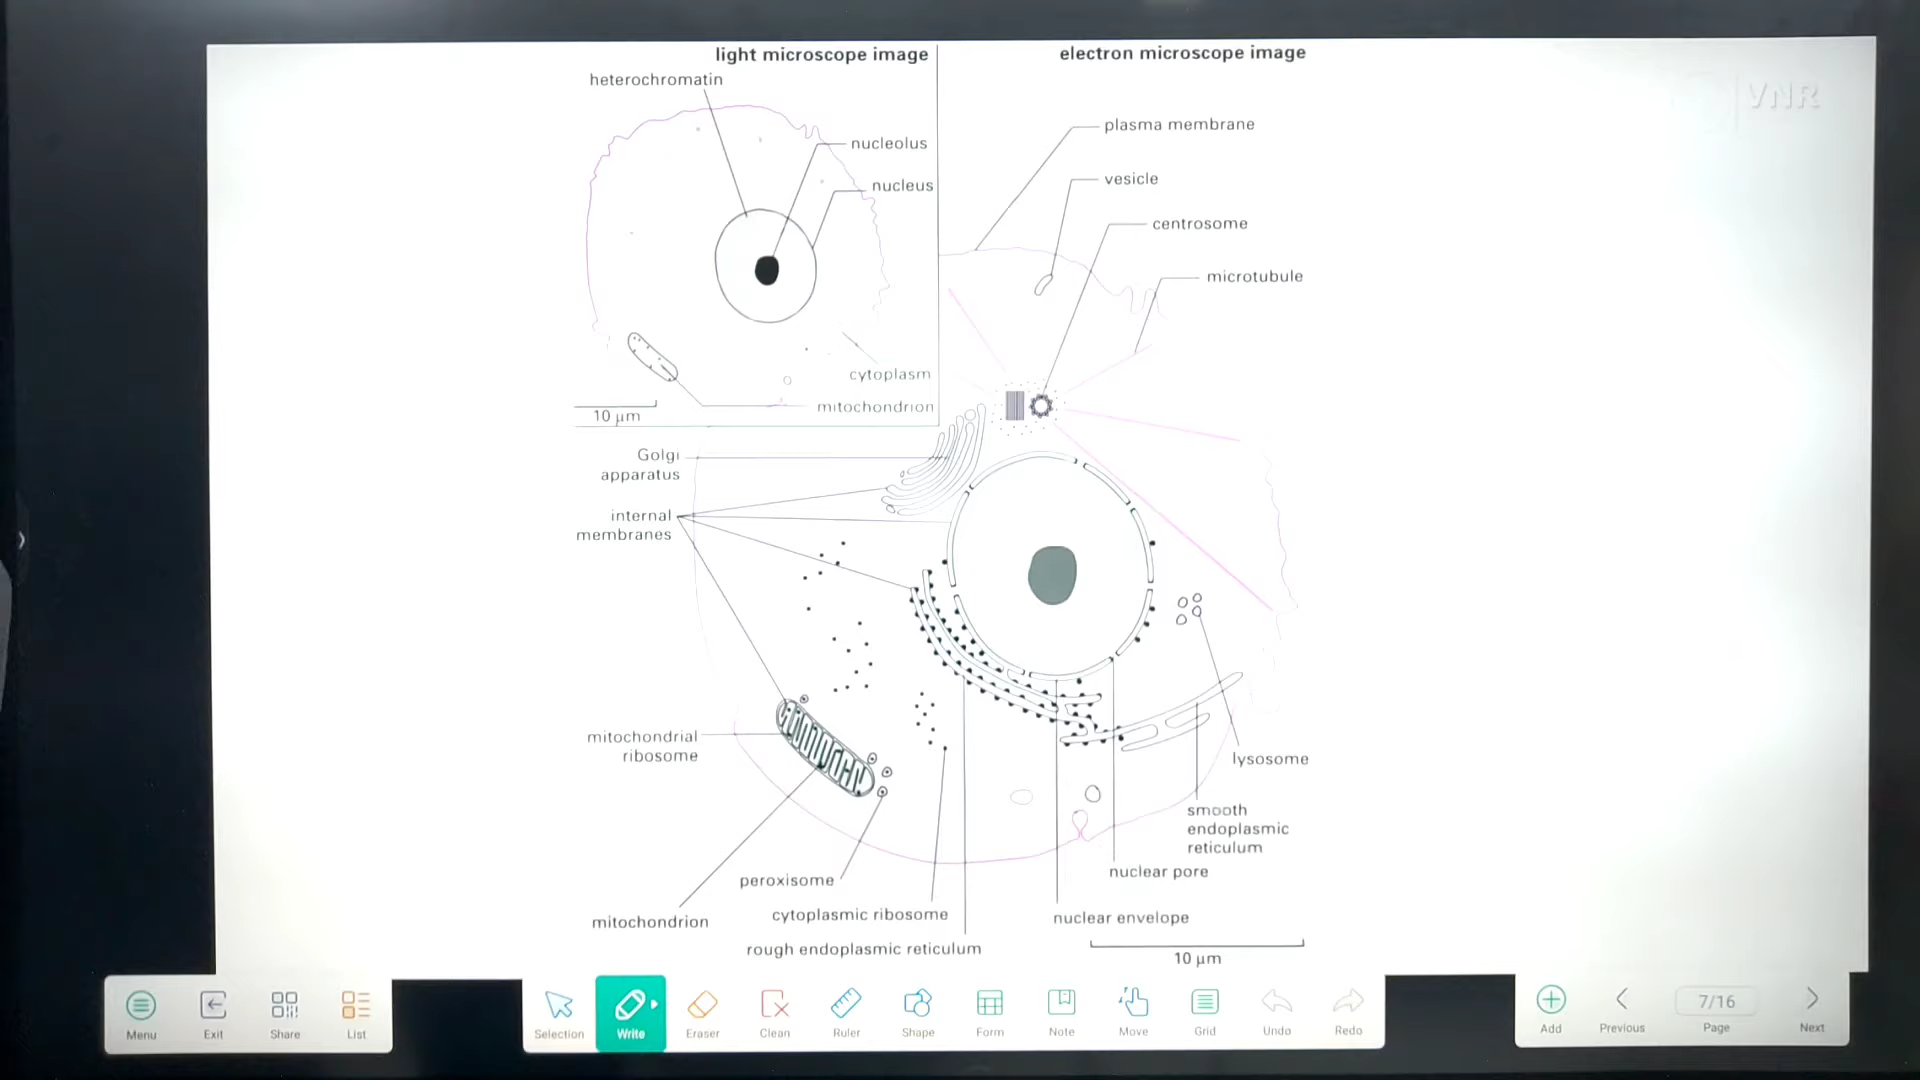 light microscope image
electron microscope image
heterochromatin
nucleolus
nucleus
cytoplasm
mitochondrion
10 µm
VNR
plasma membrane
vesicle
centrosome
microtubule
Golgi
apparatus
internal
membranes
mitochondrial
ribosome
lysosome
smooth
endoplasmic
reticulum
nuclear pore
peroxisome
cytoplasmic ribosome
nuclear envelope
mitochondrion
rough endoplasmic reticulum
10 µm
Menu
Exit
Share
List
Selection
Write
Eraser
Clean
Ruler
Shape
Form
Note
Move
Grid
Undo
Redo
Add
Previous
7/16
Page
Next